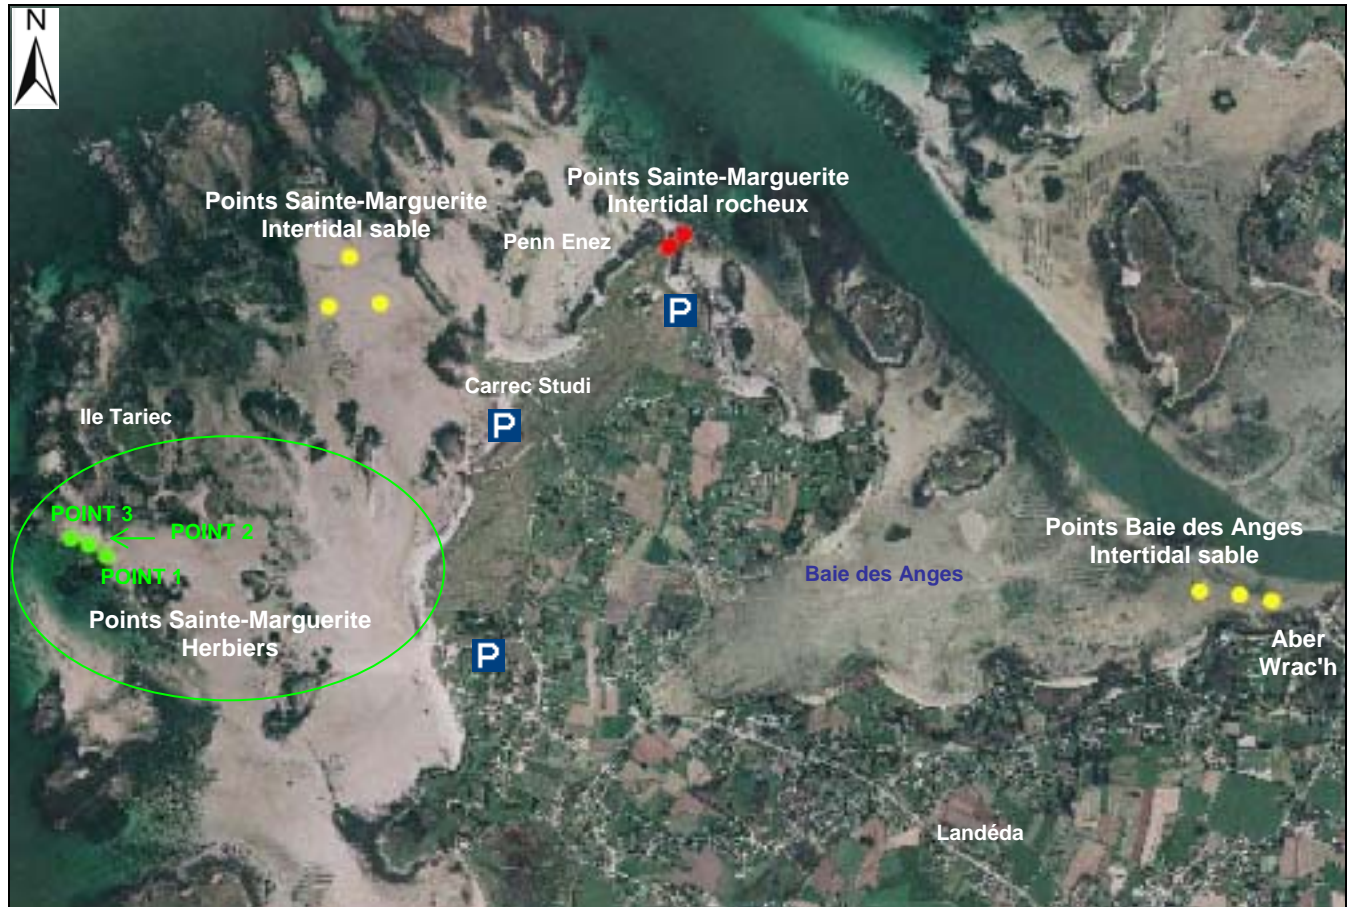 N
Points Sainte-Marguerite
Intertidal rocheux
Points Sainte-Marguerite
Intertidal sable
Penn Enez
P
Carrec Studi
P
Ile Tariec
POINT 3
POINT 2
POINT 1
Points Sainte-Marguerite
Herbiers
P
Baie des Anges
Points Baie des Anges
Intertidal sable
Aber
Wrac'h
Landéda